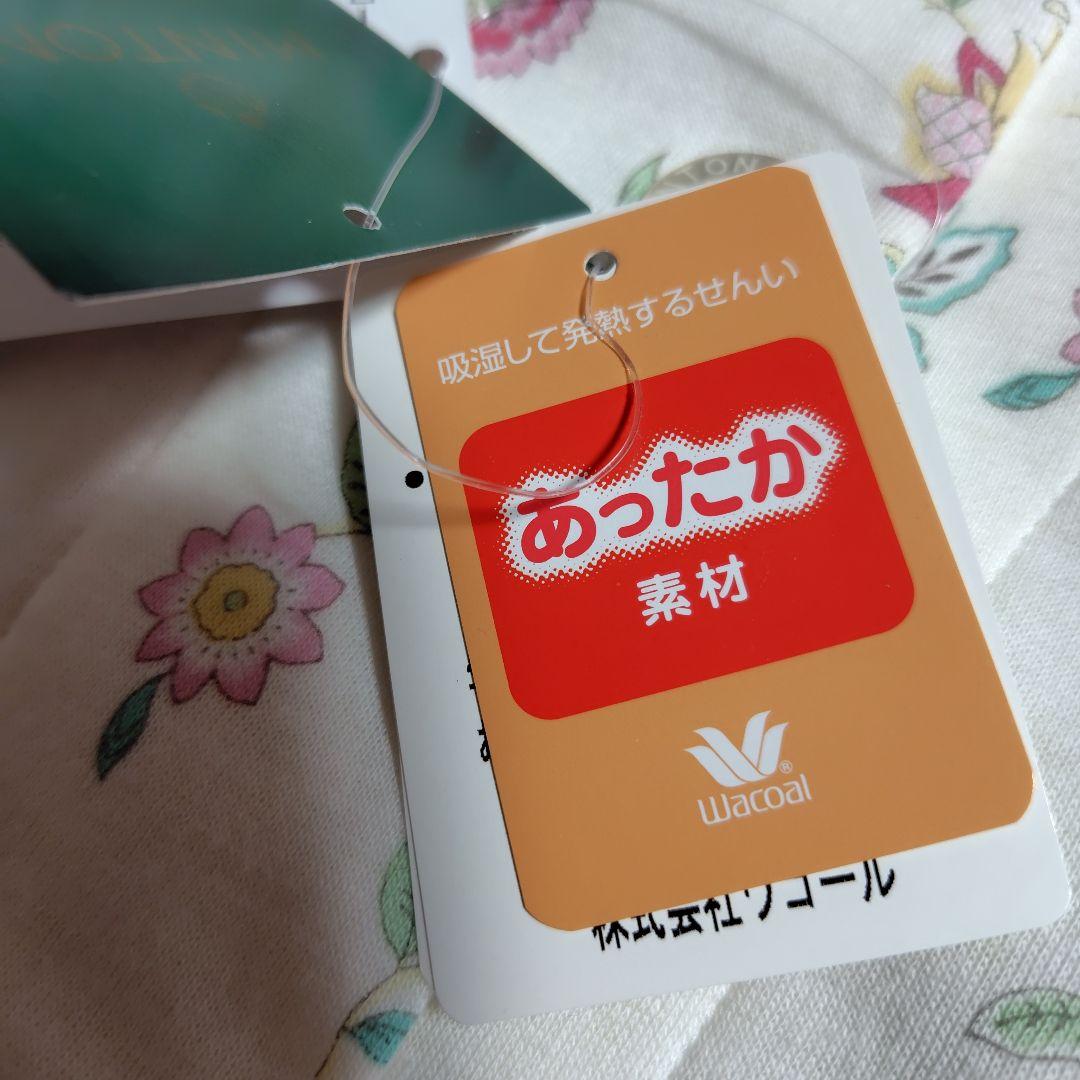 吸湿して発熱するせんい
あったか
素材
Wacoal
株式会社ワコール